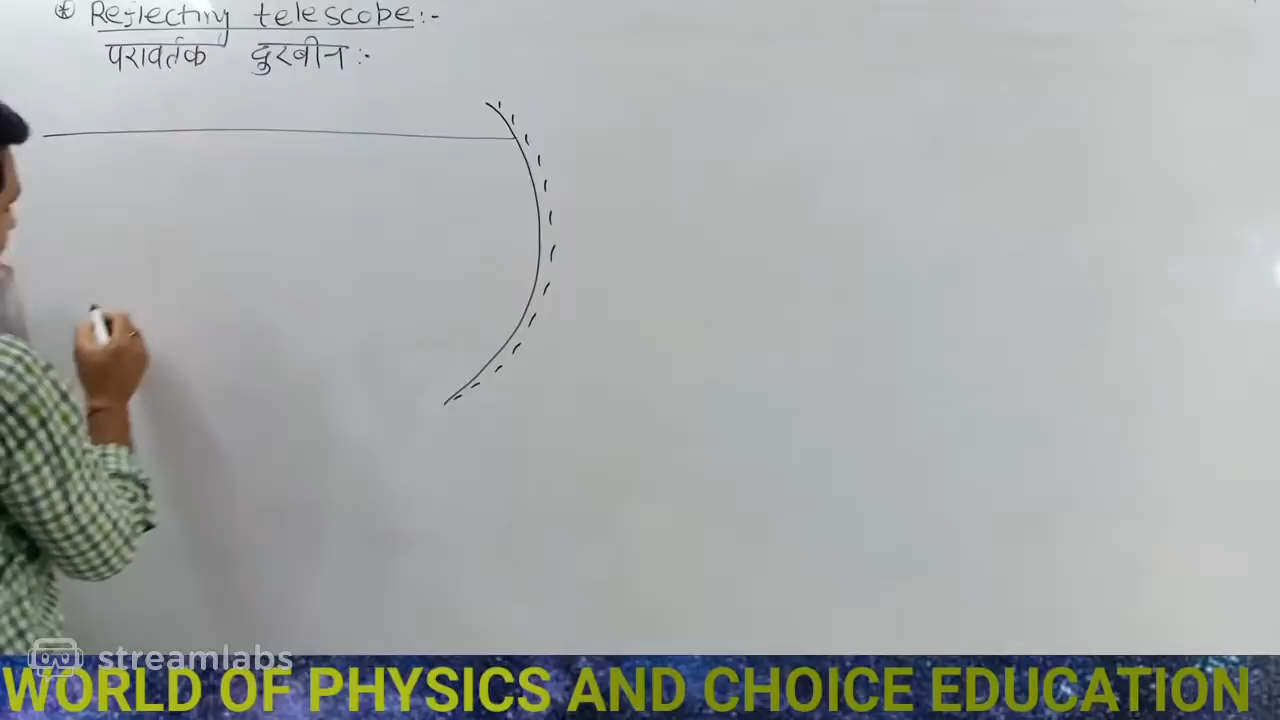 * Reflecting telescope:-
परावर्तक दुरबीन:-
streamlabs
WORLD OF PHYSICS AND CHOICE EDUCATION